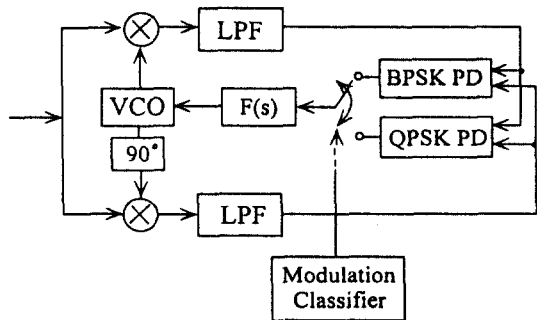 LPF
BPSK PD
VCO
F(s)
QPSK PD
90°
LPF
Modulation
Classifier